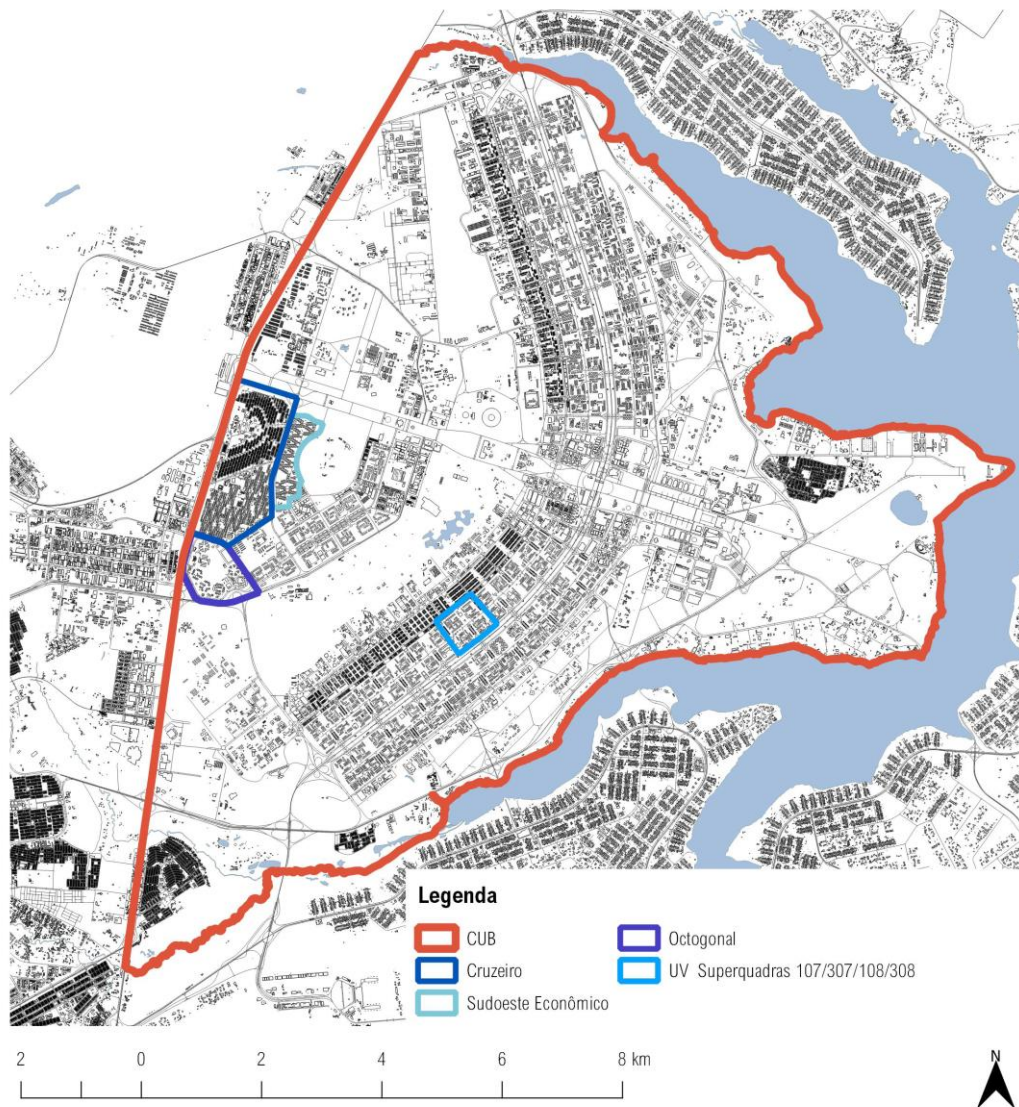 Legenda
CUB
Cruzeiro
Sudoeste Econômico
Octogonal
UV Superquadras 107/307/108/308
2 0 2 4 6 8 km
N